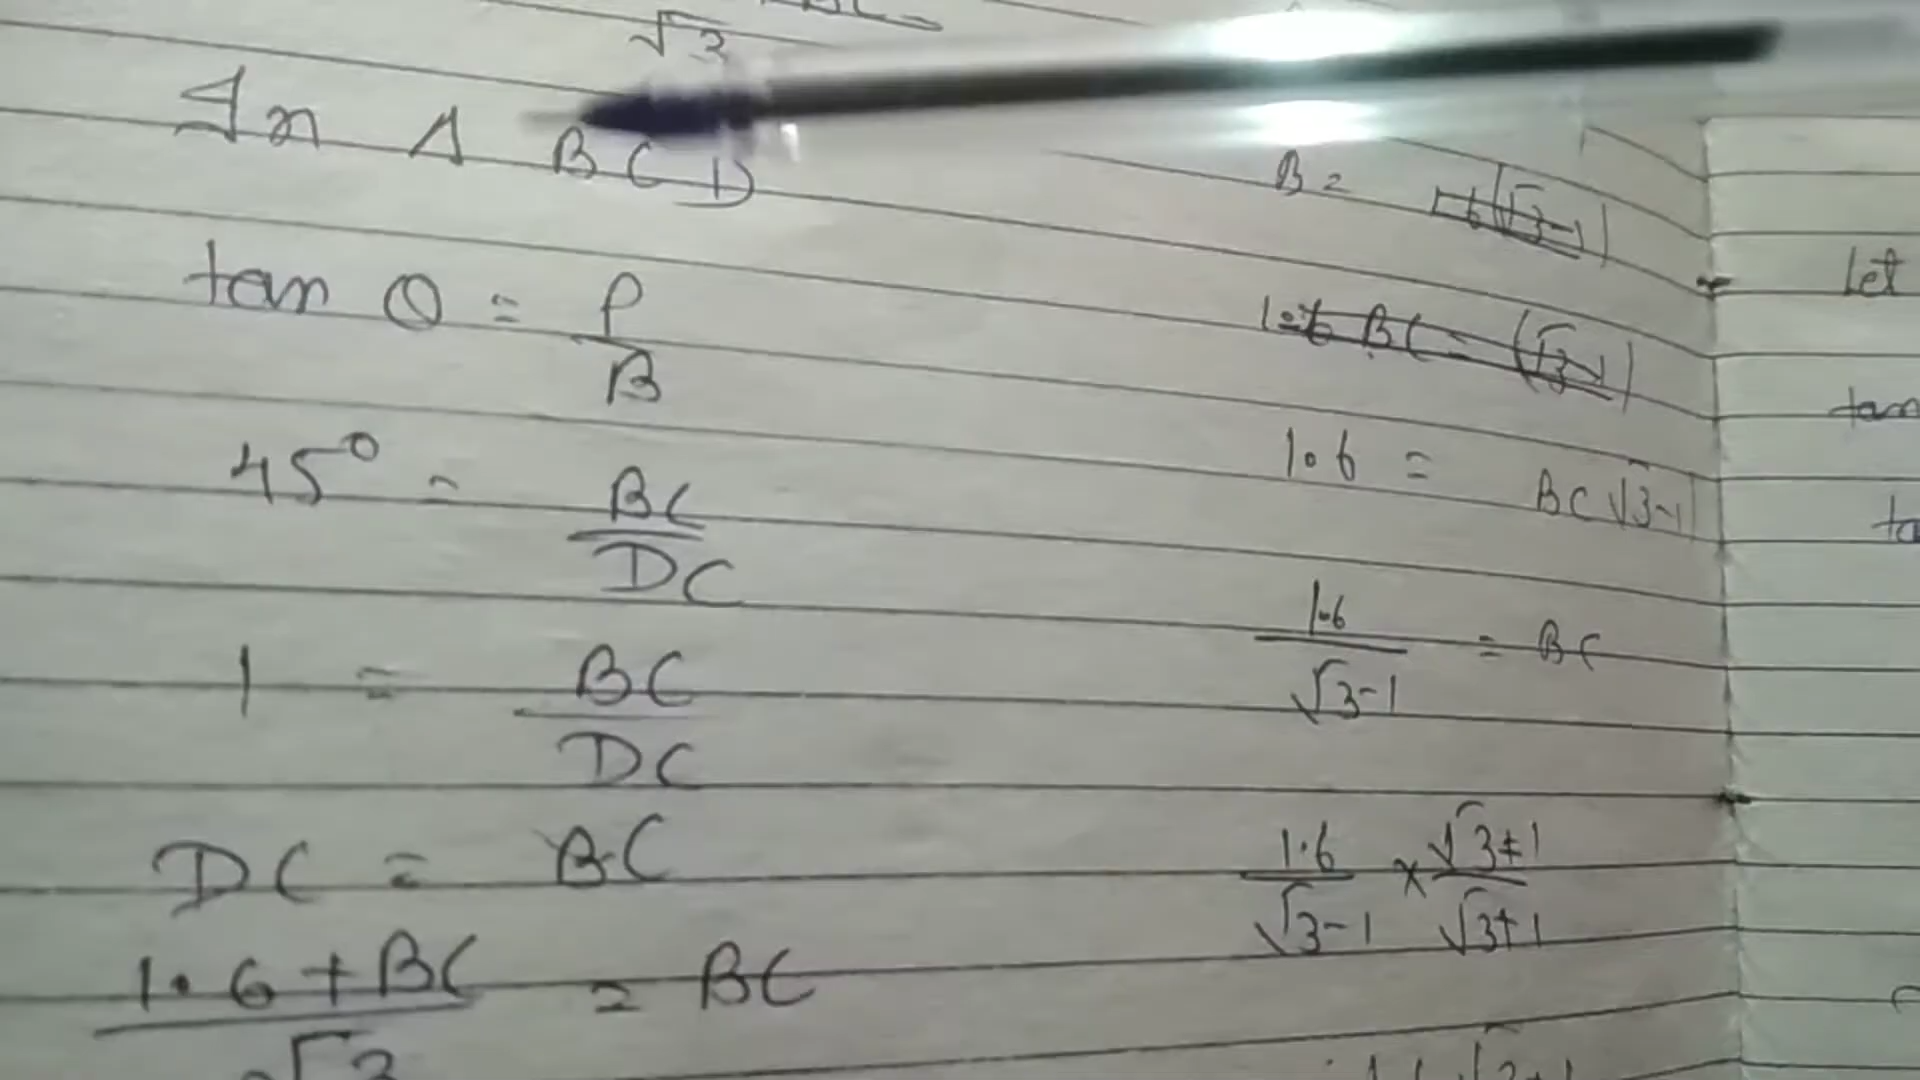 √3
In Δ BCD
tan θ = P/B
45° = BC/DC
1 = BC/DC
DC = BC
1.6+BC/√3 = BC
B =
1.6 = BC√3-1)
1.6/√3-1 = BC
1.6/√3-1 × √3+1/√3+1
Let
tan